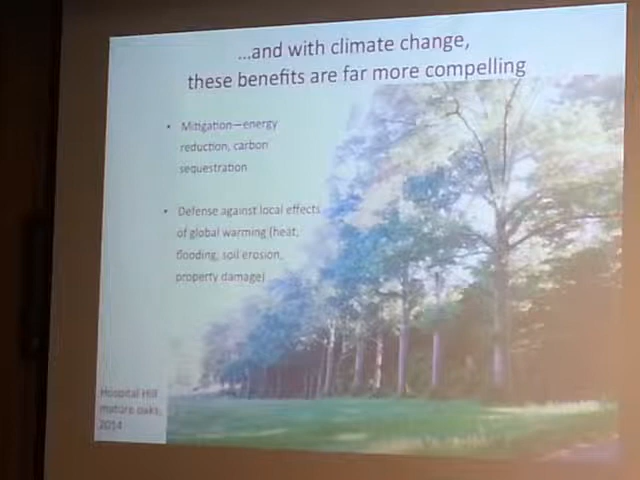 ...and with climate change,
these benefits are far more compelling
• Mitigation—energy
reduction, carbon
sequestration
• Defense against local effects
of global warming (heat,
flooding, soil erosion,
property damage)
Hospital Hill
mature oaks,
2014